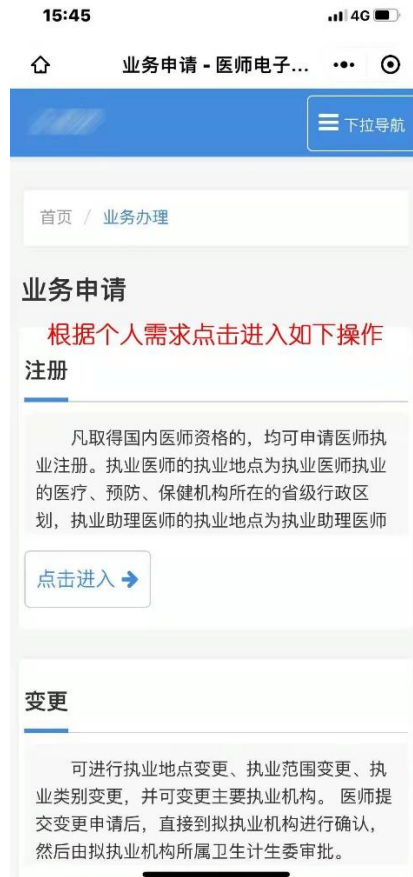 15:45
4G
业务申请 - 医师电子...
下拉导航
首页 / 业务办理
业务申请
根据个人需求点击进入如下操作
注册
凡取得国内医师资格的，均可申请医师执
业注册。执业医师的执业地点为执业医师执业
的医疗、预防、保健机构所在的省级行政区
划，执业助理医师的执业地点为执业助理医师
点击进入
变更
可进行执业地点变更、执业范围变更、执
业类别变更，并可变更主要执业机构。 医师提
交变更申请后，直接到拟执业机构进行确认，
然后由拟执业机构所属卫生计生委审批。